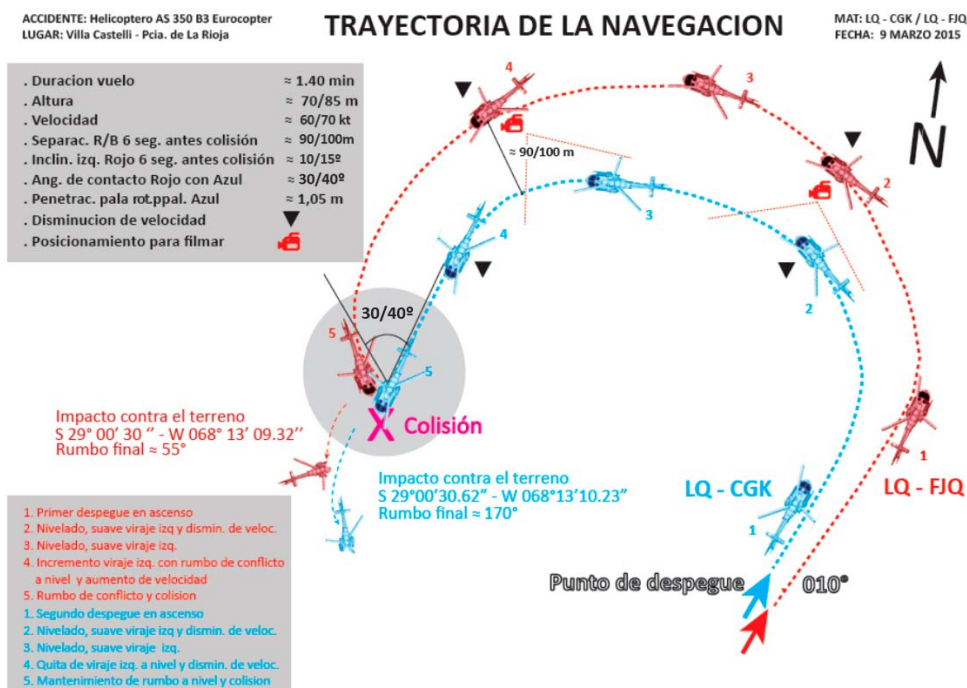 ACCIDENTE: Helicoptero AS 350 B3 Eurocopter
LUGAR: Villa Castelli - Pcia. de La Rioja
TRAYECTORIA DE LA NAVEGACION
MAT: LQ - CGK / LQ - FJQ
FECHA: 9 MARZO 2015
. Duracion vuelo ≈ 1.40 min
. Altura ≈ 70/85 m
. Velocidad ≈ 60/70 kt
. Separac. R/B 6 seg. antes colisión ≈ 90/100m
. Inclin. izq. Rojo 6 seg. antes colisión ≈ 10/15º
. Ang. de contacto Rojo con Azul ≈ 30/40º
. Penetrac. pala rot.ppal. Azul ≈ 1,05 m
. Disminucion de velocidad
. Posicionamiento para filmar
N
4
3
2
≈ 90/100 m
3
4
2
30/40º
5
5
X Colisión
1
1
Impacto contra el terreno
S 29° 00' 30 '' - W 068° 13' 09.32''
Rumbo final ≈ 55°
Impacto contra el terreno
S 29°00'30.62" - W 068°13'10.23"
Rumbo final ≈ 170°
LQ - CGK
LQ - FJQ
Punto de despegue
010°
1. Primer despegue en ascenso
2. Nivelado, suave viraje izq y dismin. de veloc.
3. Nivelado, suave viraje izq.
4. Incremento viraje izq. con rumbo de conflicto
a nivel y aumento de velocidad
5. Rumbo de conflicto y colision
1. Segundo despegue en ascenso
2. Nivelado, suave viraje izq y dismin. de veloc.
3. Nivelado, suave viraje izq.
4. Quita de viraje izq. a nivel y dismin. de veloc.
5. Mantenimiento de rumbo a nivel y colision